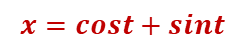 x = cost + sint